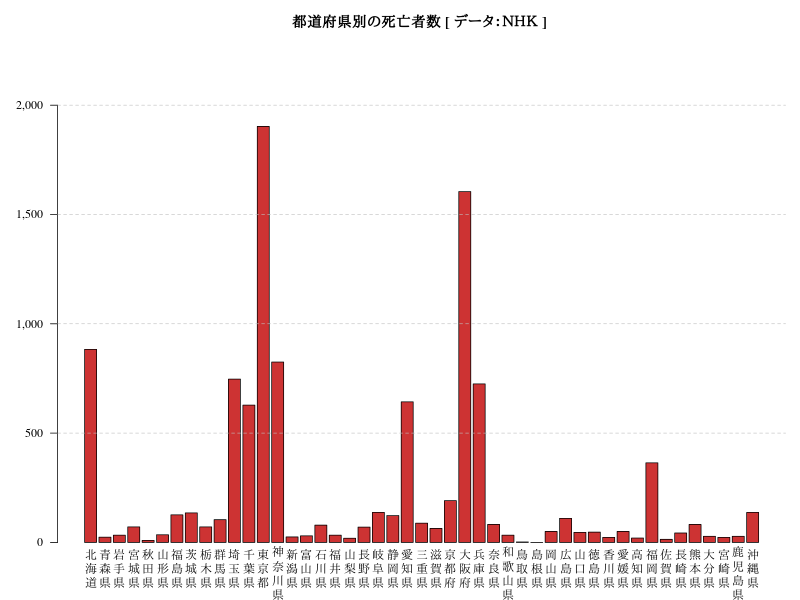 都道府県別の死亡者数 [ データ：NHK ]
2,000
1,500
1,000
500
0
北海道
青森県
岩手県
宮城県
秋田県
山形県
福島県
茨城県
栃木県
群馬県
埼玉県
千葉県
東京都
神奈川県
新潟県
富山県
石川県
福井県
山梨県
長野県
岐阜県
静岡県
愛知県
三重県
滋賀県
京都府
大阪府
兵庫県
奈良県
和歌山県
鳥取県
島根県
岡山県
広島県
山口県
徳島県
香川県
愛媛県
高知県
福岡県
佐賀県
長崎県
熊本県
大分県
宮崎県
鹿児島県
沖縄県